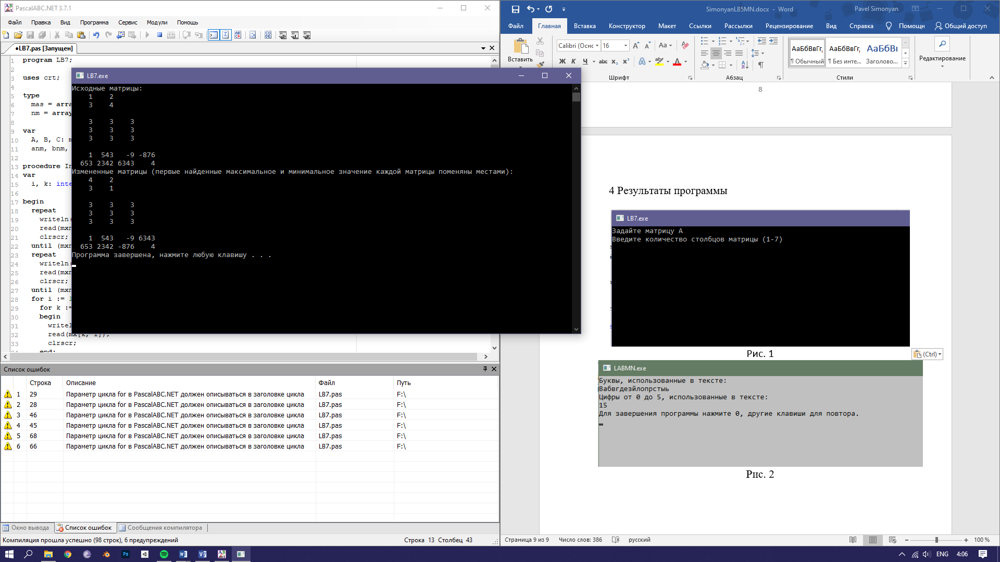 PascalABC.NET 3.7.1
Файл Правка Вид Программа Сервис Модули Помощь
•LB7.pas [Запущен]
1 program LB7;
2
3 uses crt;
4
5 type
6 mas = arra
7 nm = array
8
9 var
10 A, B, C: m
11 anm, bnm,
12
13 procedure In
14 var
15 i, k: inte
16
17 begin
18 repeat
19 writeln(
20 read(mxn
21 clrscr;
22 until (mxn
23 repeat
24 writeln(
25 read(mxn
26 clrscr;
27 until (mxn
28 for i := 1
29 for k :=
30 begin
31 writel
32 read(mx[k, i]);
33 clrscr;
end;
LB7.exe
Исходные матрицы:
1 2
3 4
3 3 3
3 3 3
3 3 3
1 543 -9 -876
653 2342 6343 4
Измененные матрицы (первые найденные максимальное и минимальное значение каждой матрицы поменяны местами):
4 2
3 1
3 3 3
3 3 3
3 3 3
1 543 -9 6343
653 2342 -876 4
Программа завершена, нажмите любую клавишу . . .
Список ошибок
Строка Описание Файл Путь
1 29 Параметр цикла for в PascalABC.NET должен описываться в заголовке цикла LB7.pas F:\
2 28 Параметр цикла for в PascalABC.NET должен описываться в заголовке цикла LB7.pas F:\
3 46 Параметр цикла for в PascalABC.NET должен описываться в заголовке цикла LB7.pas F:\
4 45 Параметр цикла for в PascalABC.NET должен описываться в заголовке цикла LB7.pas F:\
5 68 Параметр цикла for в PascalABC.NET должен описываться в заголовке цикла LB7.pas F:\
6 66 Параметр цикла for в PascalABC.NET должен описываться в заголовке цикла LB7.pas F:\
Окно вывода Список ошибок Сообщения компилятора
Компиляция прошла успешно (98 строк), 6 предупреждений Строка 13 Столбец 43
SimonyanLB5MN.docx - Word Pavel Simonyan
Файл Главная Вставка Конструктор Макет Ссылки Рассылки Рецензирование Вид Справка Помощн Общий доступ
Вставить
Calibri (Оснс 16
Ж К Ч abc x₂ x²
Шрифт
Абзац
АаБбВвГг, АаБбВвГг, АаБбВı
¶ Обычный ¶ Без инте... Заголово...
Стили
Редактирование
8
4 Результаты программы
LB7.exe
Задайте матрицу A
Введите количество столбцов матрицы (1-7)
Рис. 1
(Ctrl)
LABMN.exe
Буквы, использованные в тексте:
Вабвгдезйлопрстыь
Цифры от 0 до 5, использованные в тексте:
15
Для завершения программы нажмите 0, другие клавиши для повтора.
Рис. 2
Страница 9 из 9 Число слов: 386 русский 100 %
ENG 4:06